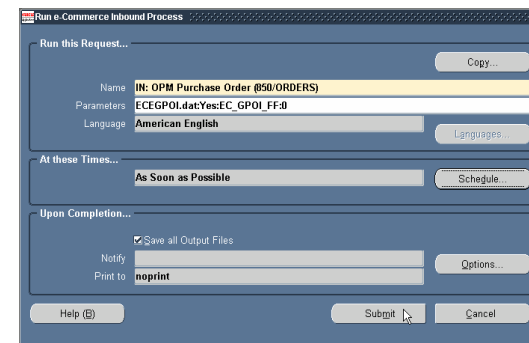 Run e-Commerce Inbound Process
Run this Request...
Copy...
Name IN: OPM Purchase Order (850/ORDERS)
Parameters ECEGPOI.dat:Yes:EC_GPOI_FF:0
Language American English
Languages...
At these Times...
As Soon as Possible Schedule...
Upon Completion...
Save all Output Files
Notify
Options...
Print to noprint
Help (B) Submit Cancel